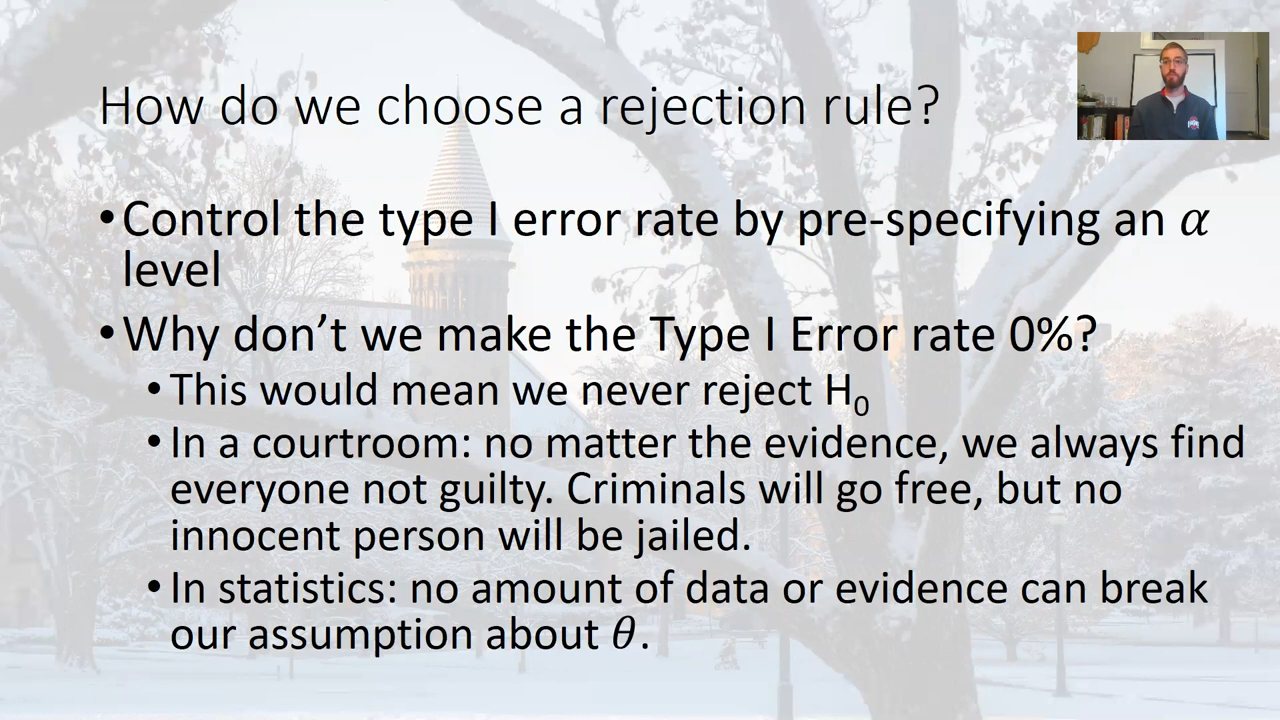 How do we choose a rejection rule?
•Control the type I error rate by pre-specifying an α
level
•Why don’t we make the Type I Error rate 0%?
•This would mean we never reject H₀
•In a courtroom: no matter the evidence, we always find
everyone not guilty. Criminals will go free, but no
innocent person will be jailed.
•In statistics: no amount of data or evidence can break
our assumption about θ.